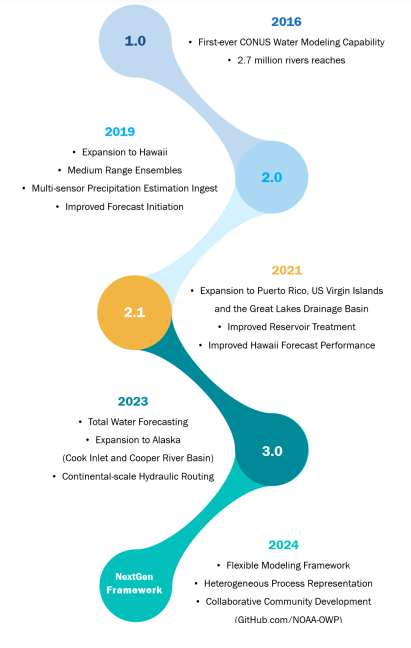 1.0
2016
• First-ever CONUS Water Modeling Capability
• 2.7 million rivers reaches
2019
• Expansion to Hawaii
• Medium Range Ensembles
• Multi-sensor Precipitation Estimation Ingest
• Improved Forecast Initiation
2.0
2021
• Expansion to Puerto Rico, US Virgin Islands
and the Great Lakes Drainage Basin
• Improved Reservoir Treatment
• Improved Hawaii Forecast Performance
2.1
2023
• Total Water Forecasting
• Expansion to Alaska
(Cook Inlet and Cooper River Basin)
• Continental-scale Hydraulic Routing
3.0
2024
• Flexible Modeling Framework
• Heterogeneous Process Representation
• Collaborative Community Development
(GitHub.com/NOAA-OWP)
NextGen
Framework